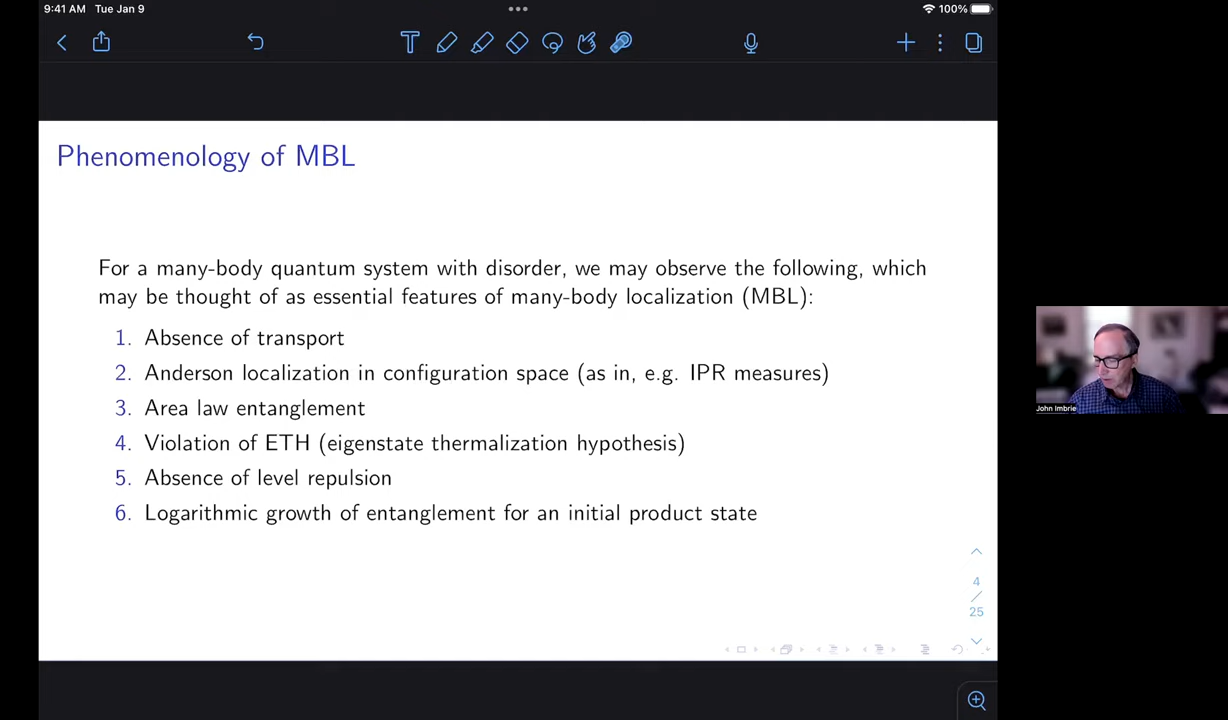 9:41 AM Tue Jan 9
100%
Phenomenology of MBL
For a many-body quantum system with disorder, we may observe the following, which
may be thought of as essential features of many-body localization (MBL):
1. Absence of transport
2. Anderson localization in configuration space (as in, e.g. IPR measures)
3. Area law entanglement
4. Violation of ETH (eigenstate thermalization hypothesis)
5. Absence of level repulsion
6. Logarithmic growth of entanglement for an initial product state
4
/
25
John Imbrie